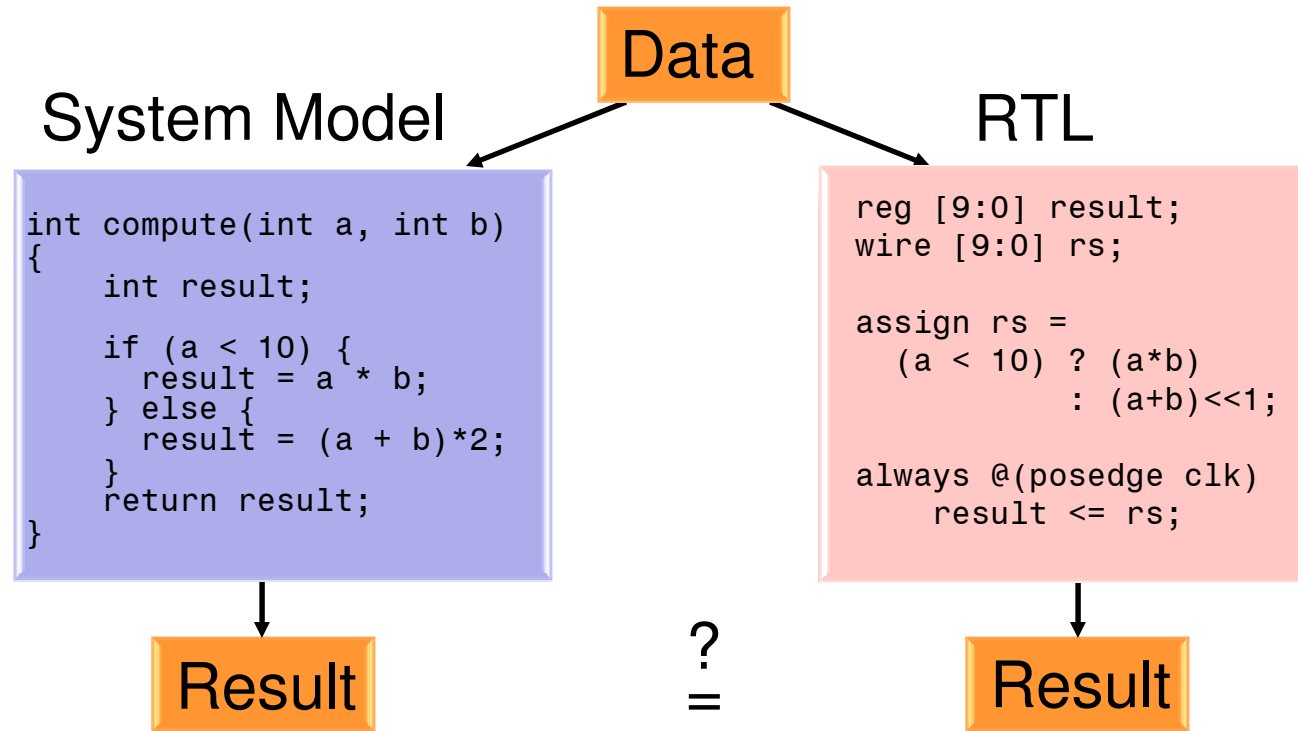 Data
System Model
int compute(int a, int b)
{
    int result;
    if (a < 10) {
      result = a * b;
    } else {
      result = (a + b)*2;
    }
    return result;
}
Result
?
=
RTL
reg [9:0] result;
wire [9:0] rs;
assign rs =
  (a < 10) ? (a*b)
           : (a+b)<<1;
always @(posedge clk)
    result <= rs;
Result